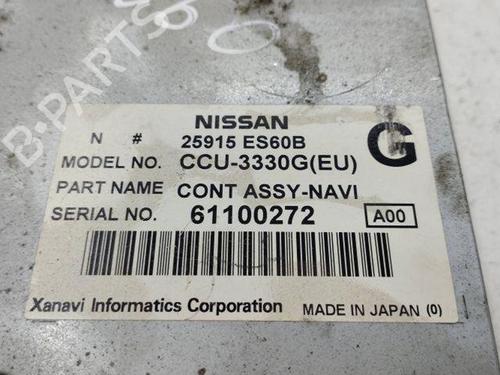 NISSAN
N # 25915 ES60B
G
MODEL NO. CCU-3330G(EU)
PART NAME CONT ASSY-NAVI
SERIAL NO. 61100272 A00
Xanavi Informatics Corporation MADE IN JAPAN (0)